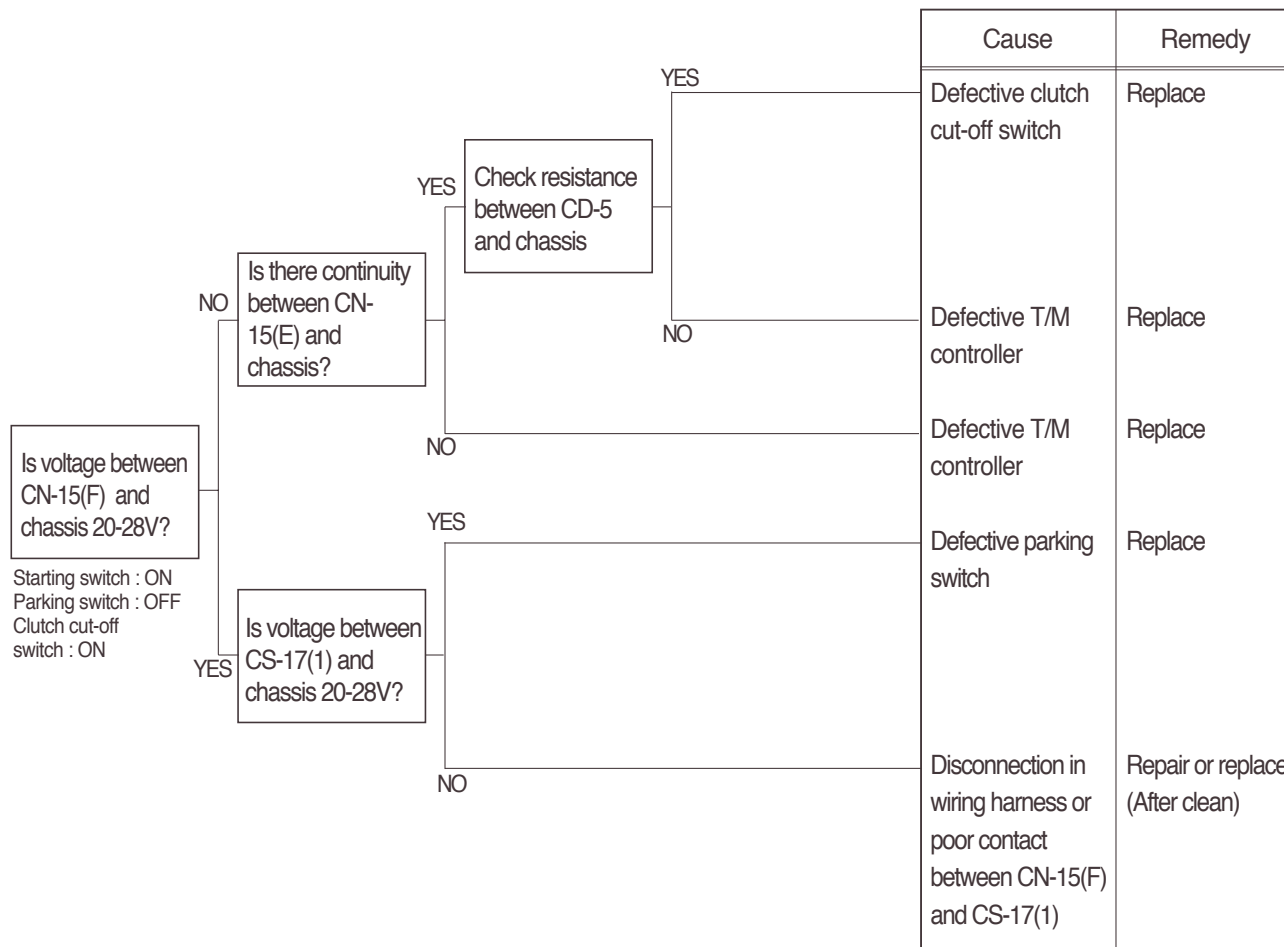 Cause
Remedy
YES
Defective clutch
cut-off switch
Replace
YES
Check resistance
between CD-5
and chassis
NO
Is there continuity
between CN-
15(E) and
chassis?
NO
Defective T/M
controller
Replace
NO
Defective T/M
controller
Replace
Is voltage between
CN-15(F) and
chassis 20-28V?
Starting switch : ON
Parking switch : OFF
Clutch cut-off
switch : ON
YES
Is voltage between
CS-17(1) and
chassis 20-28V?
YES
Defective parking
switch
Replace
NO
Disconnection in
wiring harness or
poor contact
between CN-15(F)
and CS-17(1)
Repair or replace
(After clean)